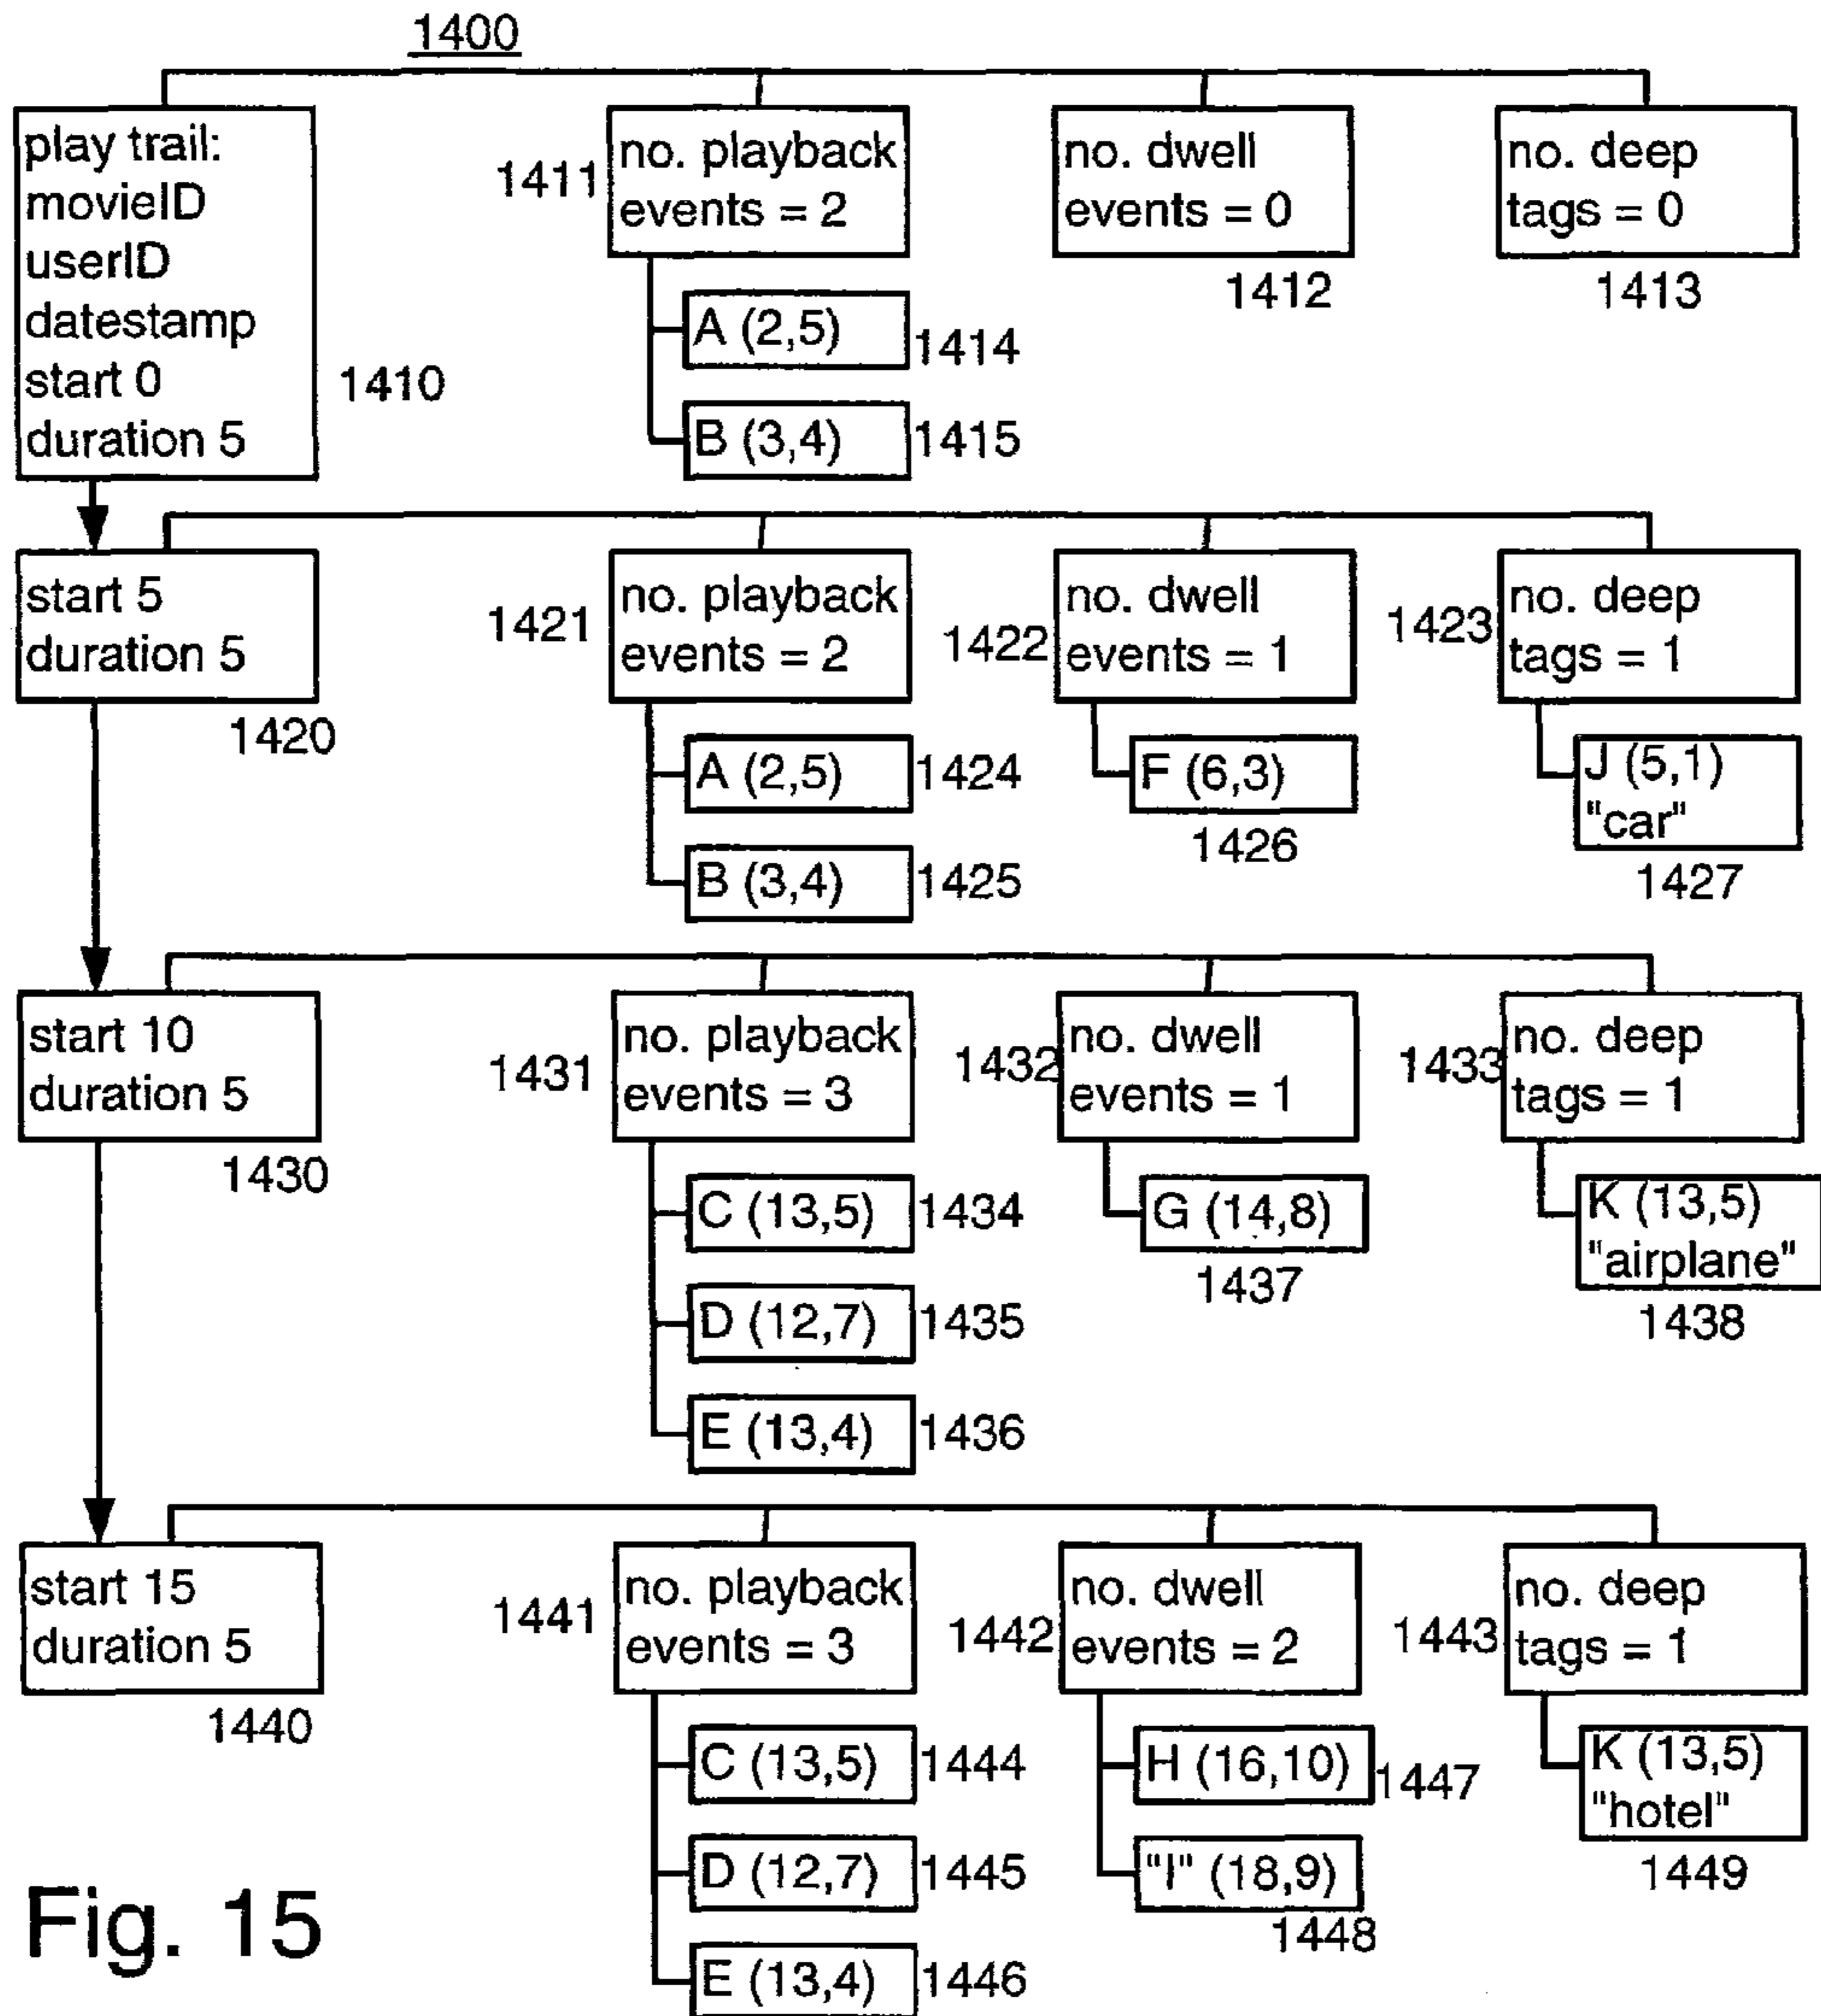 1400
play trail:
movieID
userID
datestamp
start 0
duration 5
1410
1411
no. playback
events = 2
no. dwell
events = 0
1412
no. deep
tags = 0
1413
A (2,5)
1414
B (3,4)
1415
start 5
duration 5
1420
1421
no. playback
events = 2
1422
no. dwell
events = 1
1423
no. deep
tags = 1
A (2,5)
1424
B (3,4)
1425
F (6,3)
1426
J (5,1)
"car"
1427
start 10
duration 5
1430
1431
no. playback
events = 3
1432
no. dwell
events = 1
1433
no. deep
tags = 1
C (13,5)
1434
D (12,7)
1435
E (13,4)
1436
G (14,8)
1437
K (13,5)
"airplane"
1438
start 15
duration 5
1440
1441
no. playback
events = 3
1442
no. dwell
events = 2
1443
no. deep
tags = 1
C (13,5)
1444
D (12,7)
1445
E (13,4)
1446
H (16,10)
1447
"I" (18,9)
1448
K (13,5)
"hotel"
1449
Fig. 15